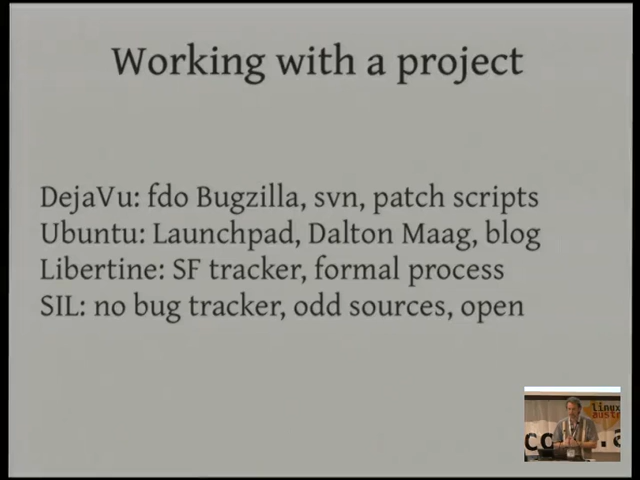 Working with a project
DejaVu: fdo Bugzilla, svn, patch scripts
Ubuntu: Launchpad, Dalton Maag, blog
Libertine: SF tracker, formal process
SIL: no bug tracker, odd sources, open
linux